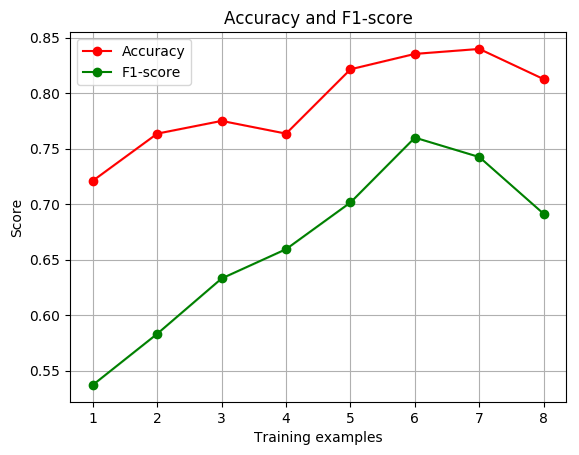 Accuracy and F1-score
Accuracy
F1-score
0.85
0.80
0.75
0.70
0.65
0.60
0.55
Score
1 2 3 4 5 6 7 8
Training examples